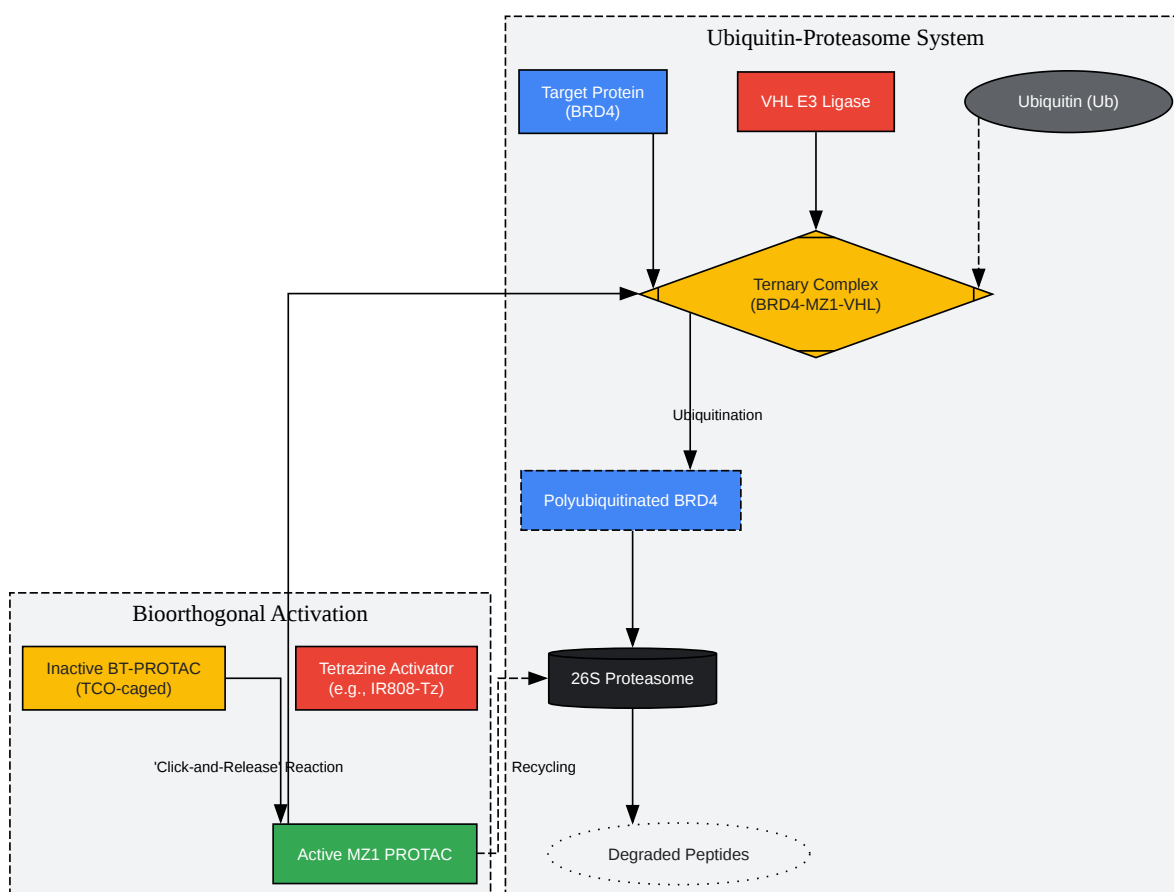 Ubiquitin-Proteasome System
Target Protein
(BRD4)
VHL E3 Ligase
Ubiquitin (Ub)
Ternary Complex
(BRD4-MZ1-VHL)
Ubiquitination
Polyubiquitinated BRD4
Bioorthogonal Activation
Inactive BT-PROTAC
(TCO-caged)
Tetrazine Activator
(e.g., IR808-Tz)
26S Proteasome
'Click-and-Release' Reaction
Recycling
Active MZ1 PROTAC
Degraded Peptides